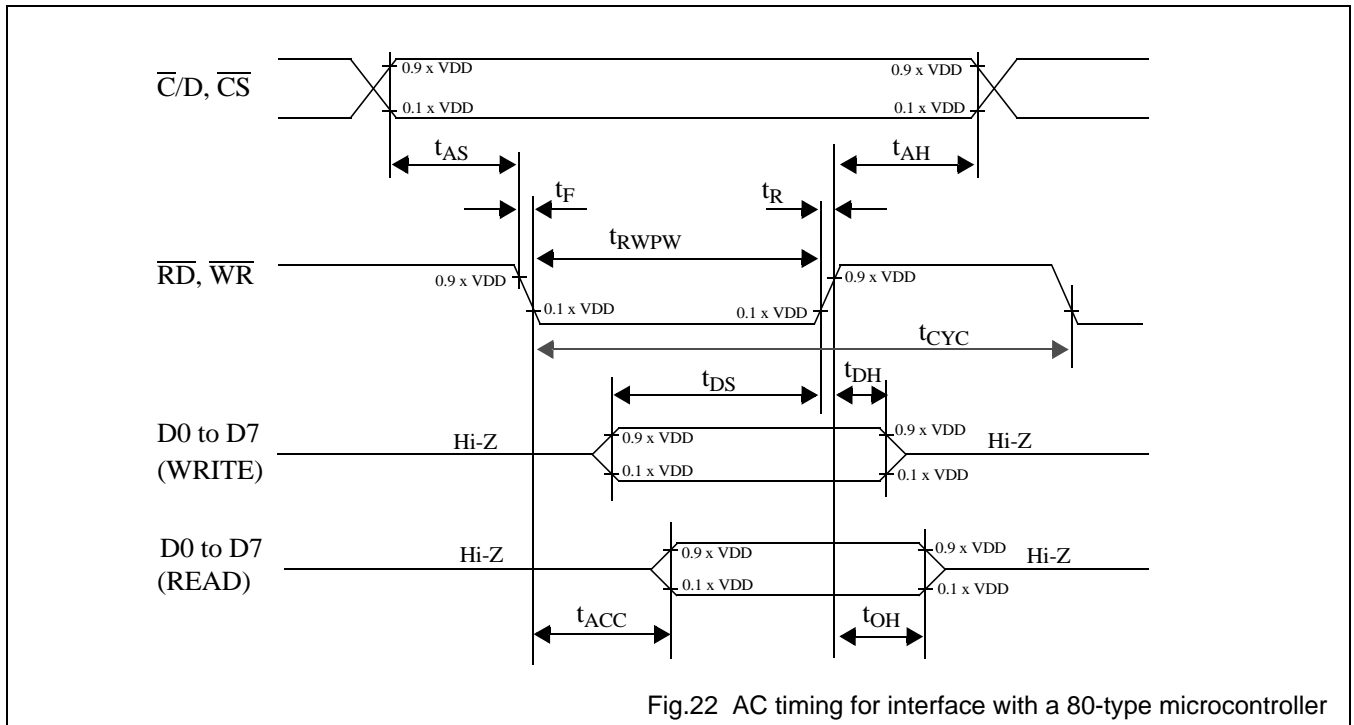 C̅/D, C̅S̅
0.9 x VDD
0.9 x VDD
0.1 x VDD
0.1 x VDD
tAS
tAH
tF
tR
tRWPW
R̅D̅, W̅R̅
0.9 x VDD
0.9 x VDD
0.1 x VDD
0.1 x VDD
tCYC
tDS
tDH
D0 to D7
(WRITE)
Hi-Z
0.9 x VDD
0.9 x VDD
Hi-Z
0.1 x VDD
0.1 x VDD
D0 to D7
(READ)
Hi-Z
0.9 x VDD
0.9 x VDD
Hi-Z
0.1 x VDD
0.1 x VDD
tACC
tOH
Fig.22 AC timing for interface with a 80-type microcontroller